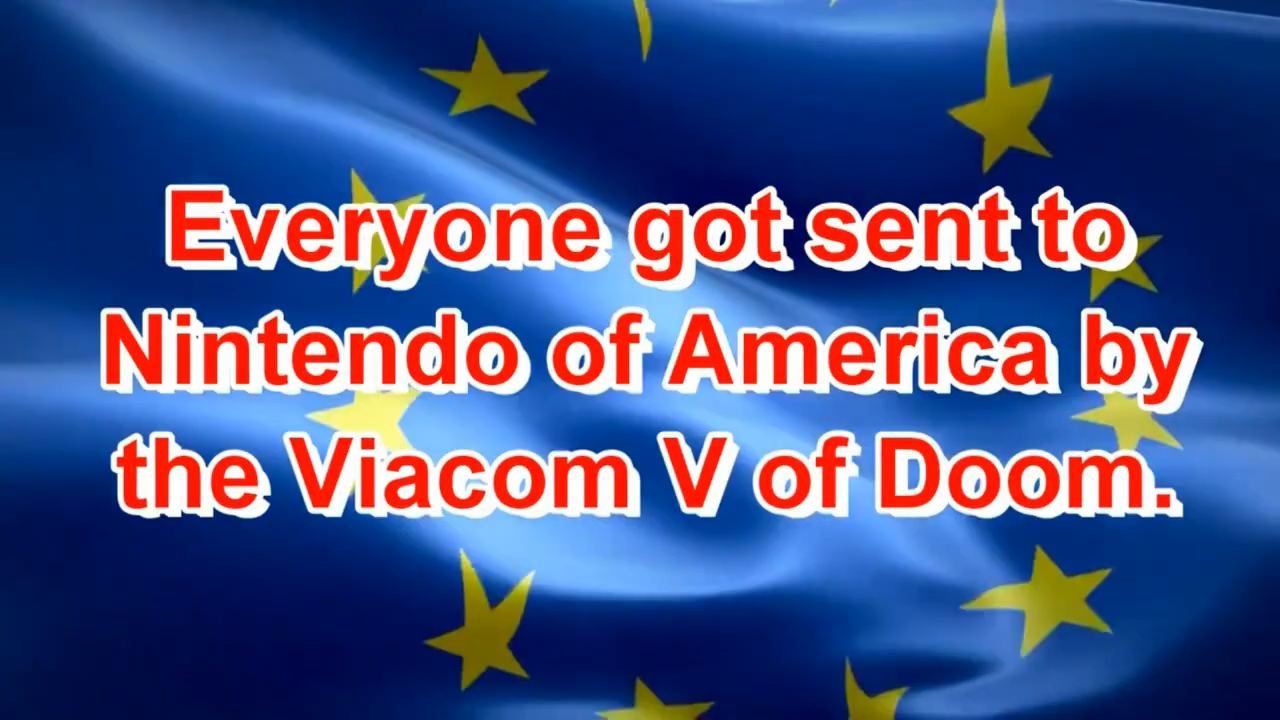 Everyone got sent to
Nintendo of America by
the Viacom V of Doom.